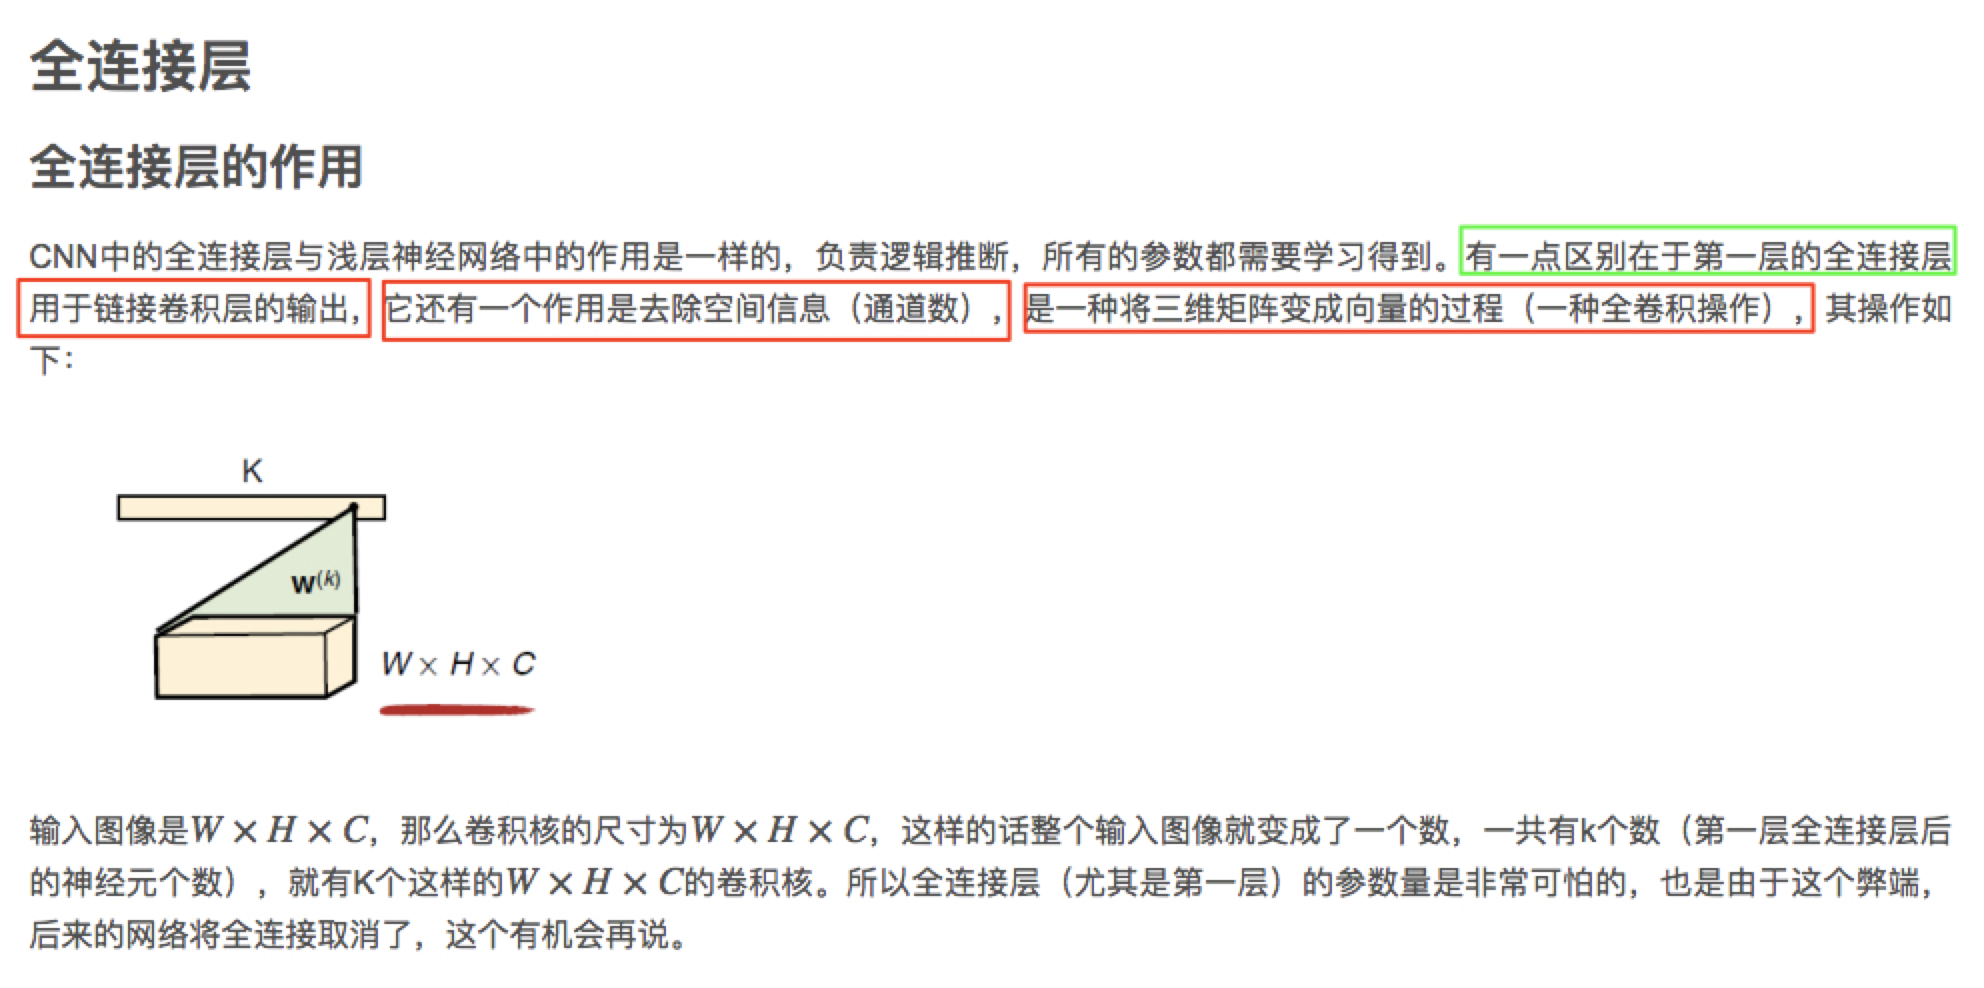 全连接层
全连接层的作用
CNN中的全连接层与浅层神经网络中的作用是一样的，负责逻辑推断，所有的参数都需要学习得到。有一点区别在于第一层的全连接层
用于链接卷积层的输出，它还有一个作用是去除空间信息（通道数），是一种将三维矩阵变成向量的过程（一种全卷积操作），其操作如
下：
K
W(k)
W × H × C
输入图像是W × H × C，那么卷积核的尺寸为W × H × C，这样的话整个输入图像就变成了一个数，一共有k个数（第一层全连接层后
的神经元个数），就有K个这样的W × H × C的卷积核。所以全连接层（尤其是第一层）的参数量是非常可怕的，也是由于这个弊端，
后来的网络将全连接取消了，这个有机会再说。